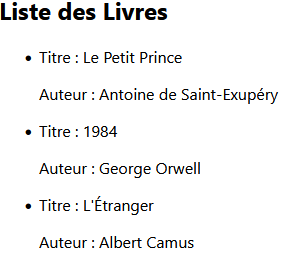 Liste des Livres
Titre : Le Petit Prince
Auteur : Antoine de Saint-Exupéry
Titre : 1984
Auteur : George Orwell
Titre : L'Étranger
Auteur : Albert Camus